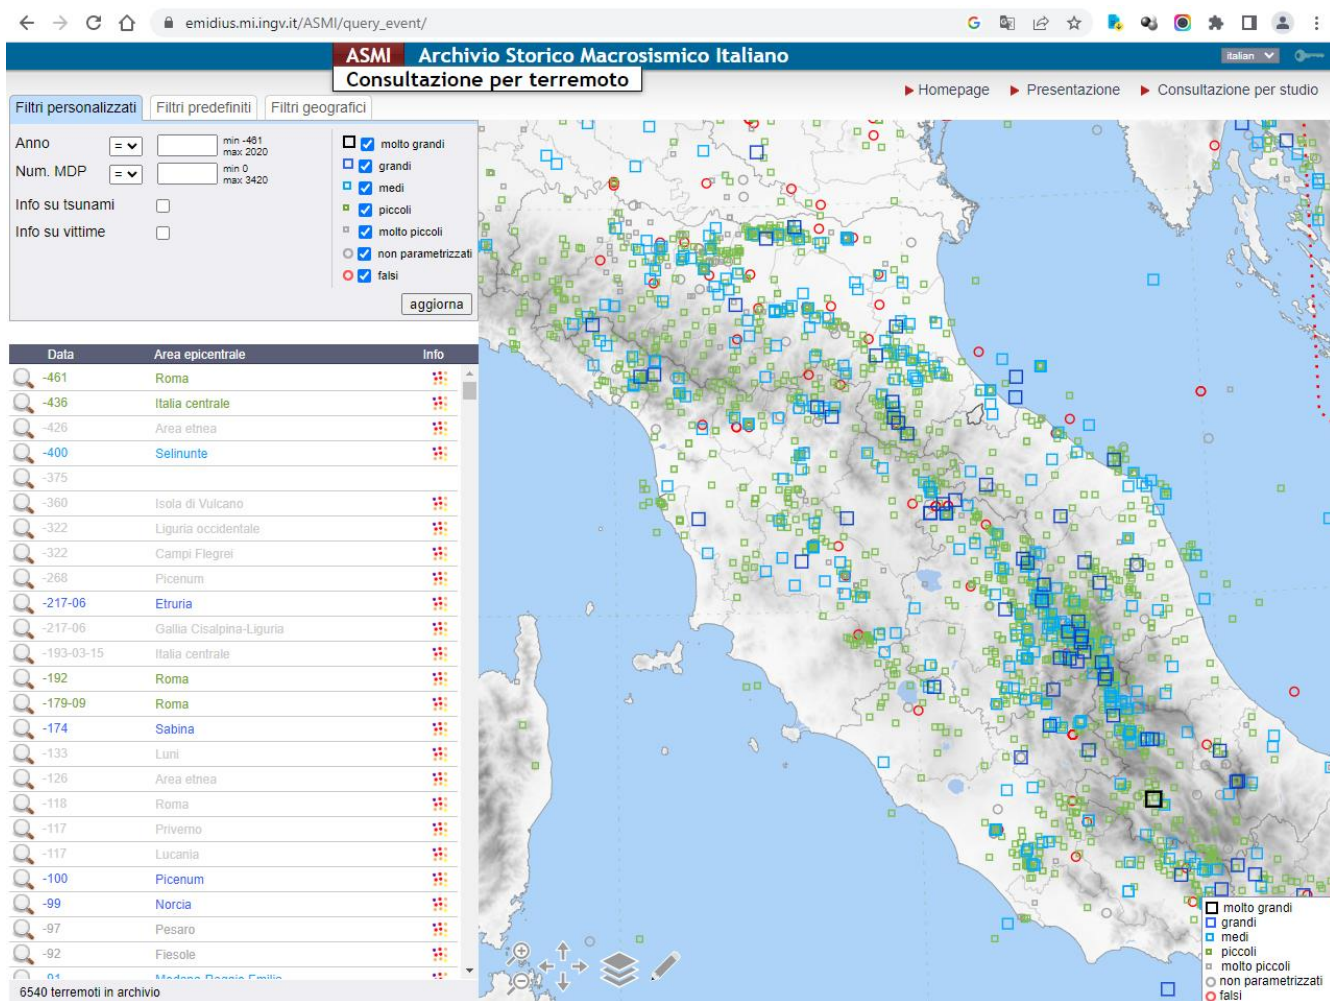 emidius.mi.ingv.it/ASMI/query_event/
ASMI Archivio Storico Macrosismico Italiano
italian
Consultazione per terremoto
Homepage Presentazione Consultazione per studio
Filtri personalizzati Filtri predefiniti Filtri geografici
Anno = min -461 max 2020
Num. MDP = min 0 max 3420
Info su tsunami
Info su vittime
molto grandi
grandi
medi
piccoli
molto piccoli
non parametrizzati
falsi
aggiorna
Data Area epicentrale Info
-461 Roma
-436 Italia centrale
-426 Area etnea
-400 Selinunte
-375
-360 Isola di Vulcano
-322 Liguria occidentale
-322 Campi Flegrei
-268 Picenum
-217-06 Etruria
-217-06 Gallia Cisalpina-Liguria
-193-03-15 Italia centrale
-192 Roma
-179-09 Roma
-174 Sabina
-133 Luni
-126 Area etnea
-118 Roma
-117 Priverno
-117 Lucania
-100 Picenum
-99 Norcia
-97 Pesaro
-92 Fiesole
-91 Modena-Reggio Emilia
6540 terremoti in archivio
molto grandi
grandi
medi
piccoli
molto piccoli
non parametrizzati
falsi